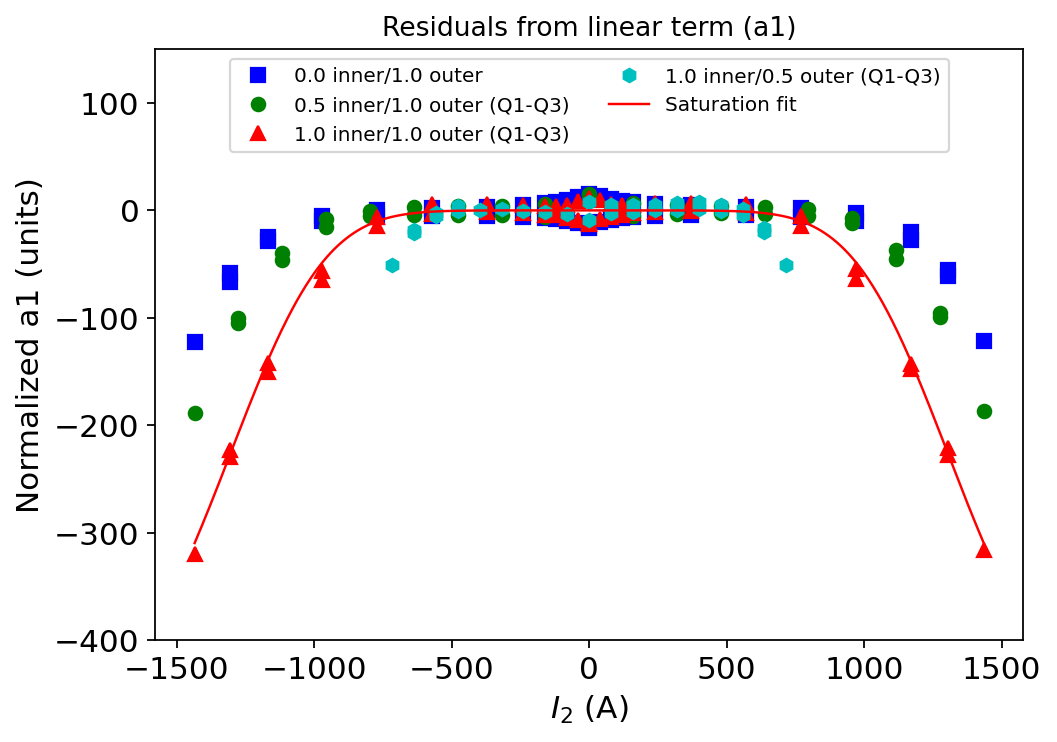 Residuals from linear term (a1)
0.0 inner/1.0 outer
0.5 inner/1.0 outer (Q1-Q3)
1.0 inner/1.0 outer (Q1-Q3)
1.0 inner/0.5 outer (Q1-Q3)
Saturation fit
Normalized a1 (units)
100
0
−100
−200
−300
−400
−1500 −1000 −500 0 500 1000 1500
I2 (A)